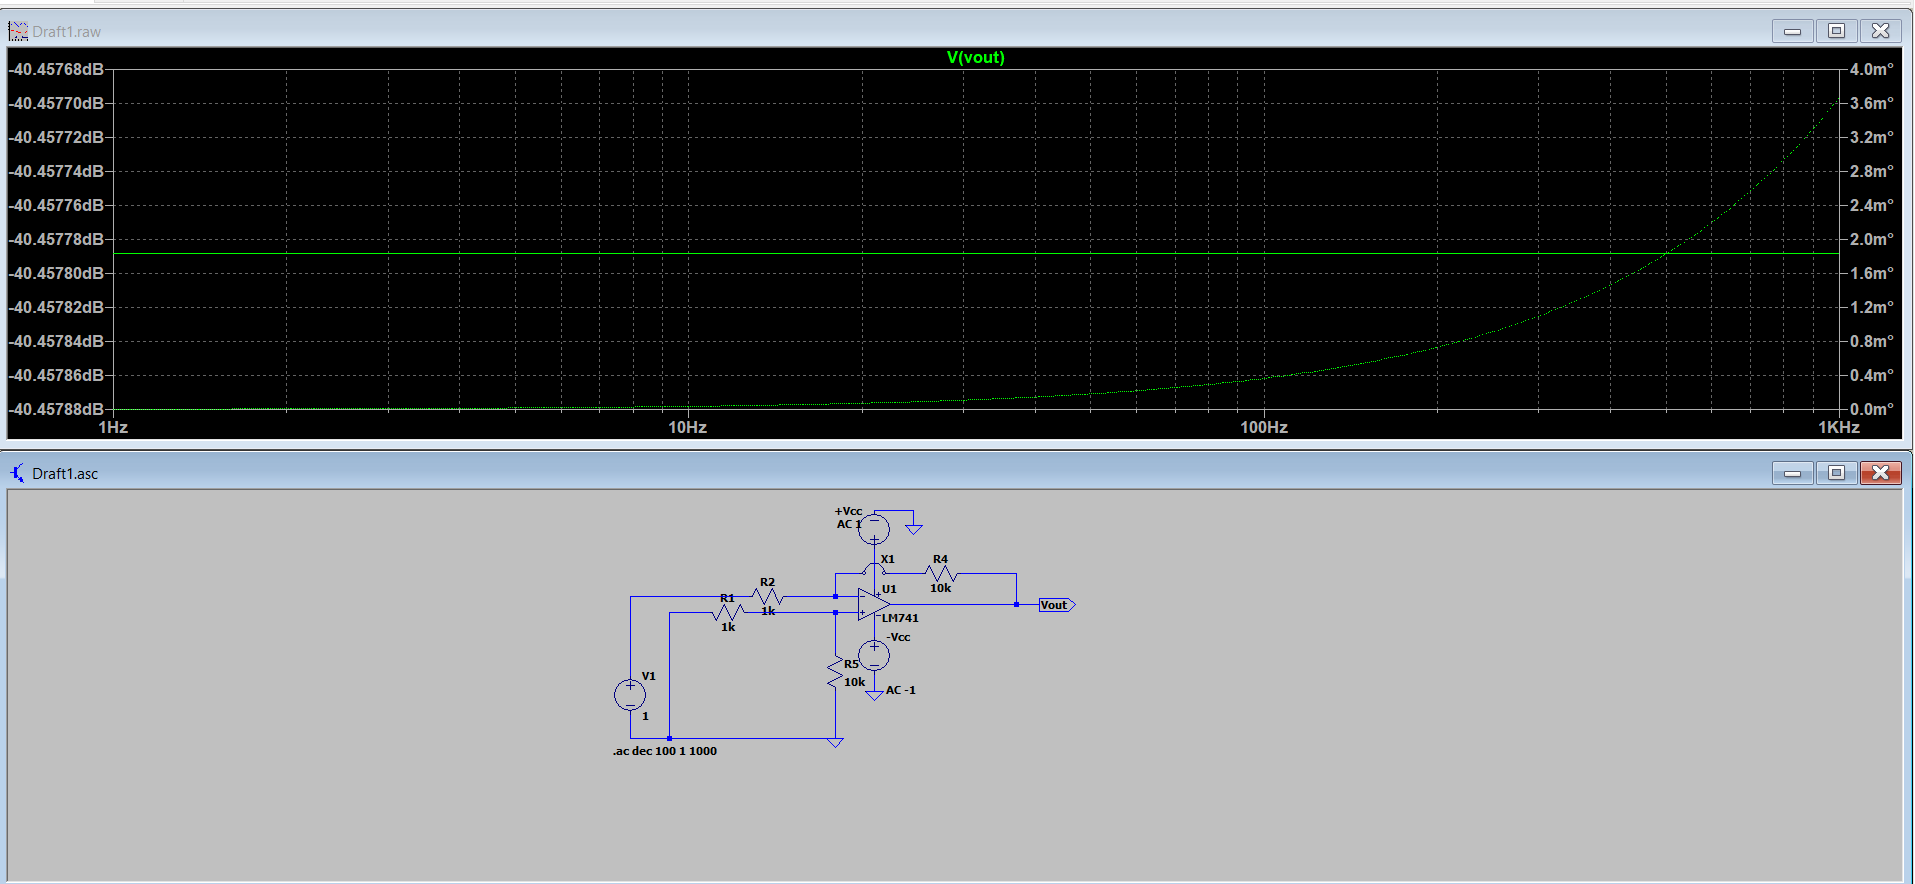 Draft1.raw
V(vout)
-40.45768dB 4.0m°
-40.45770dB 3.6m°
-40.45772dB 3.2m°
-40.45774dB 2.8m°
-40.45776dB 2.4m°
-40.45778dB 2.0m°
-40.45780dB 1.6m°
-40.45782dB 1.2m°
-40.45784dB 0.8m°
-40.45786dB 0.4m°
-40.45788dB 0.0m°
1Hz 10Hz 100Hz 1KHz
Draft1.asc
+Vcc
AC 1
X1 R4
R2 U1 10k
R1 1k Vout
1k LM741
-Vcc
R5
V1 10k AC -1
1
.ac dec 100 1 1000